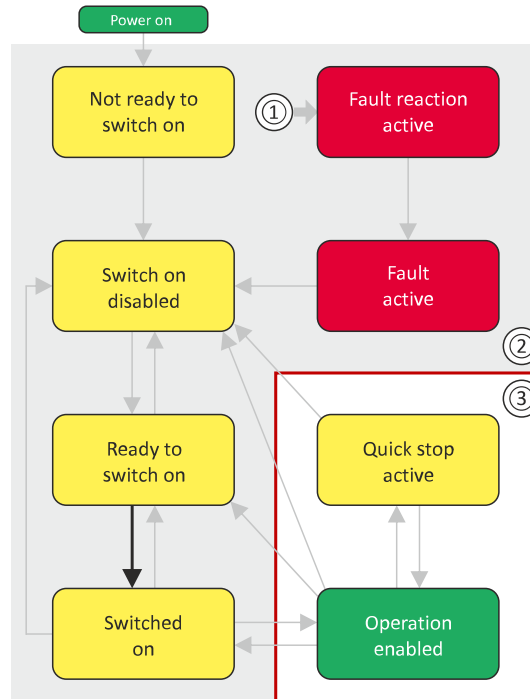 Power on
Not ready to
switch on
①
Fault reaction
active
Switch on
disabled
Fault
active
②
③
Ready to
switch on
Quick stop
active
Switched
on
Operation
enabled